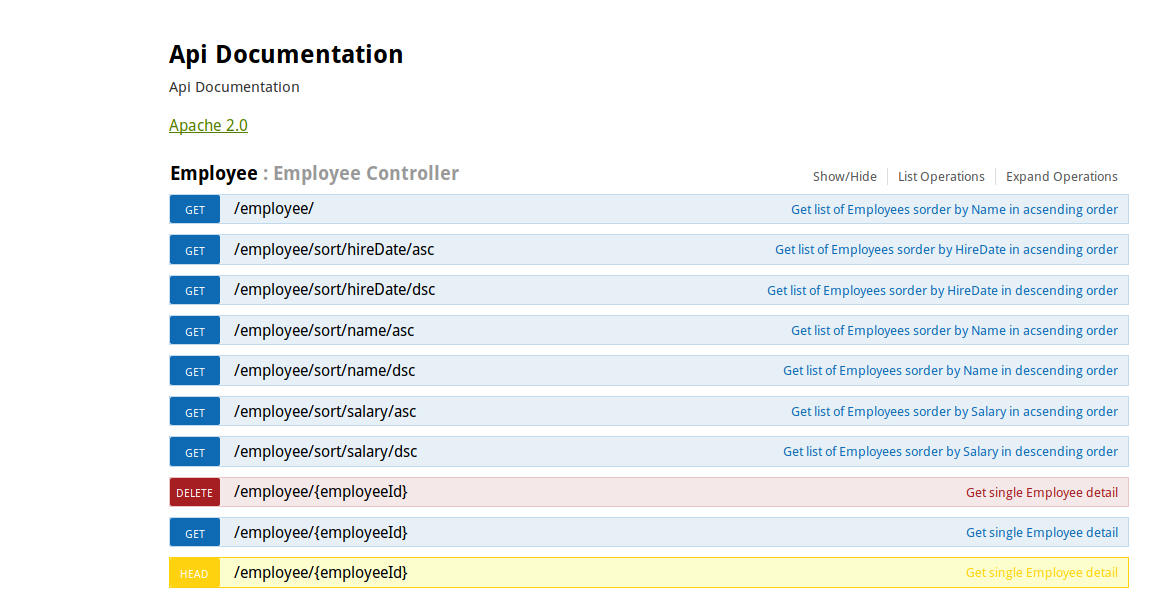 Api Documentation
Api Documentation
Apache 2.0
Employee : Employee Controller Show/Hide List Operations Expand Operations
GET /employee/ Get list of Employees sorder by Name in acsending order
GET /employee/sort/hireDate/asc Get list of Employees sorder by HireDate in acsending order
GET /employee/sort/hireDate/dsc Get list of Employees sorder by HireDate in descending order
GET /employee/sort/name/asc Get list of Employees sorder by Name in acsending order
GET /employee/sort/name/dsc Get list of Employees sorder by Name in descending order
GET /employee/sort/salary/asc Get list of Employees sorder by Salary in acsending order
GET /employee/sort/salary/dsc Get list of Employees sorder by Salary in descending order
DELETE /employee/{employeeId} Get single Employee detail
GET /employee/{employeeId} Get single Employee detail
HEAD /employee/{employeeId} Get single Employee detail